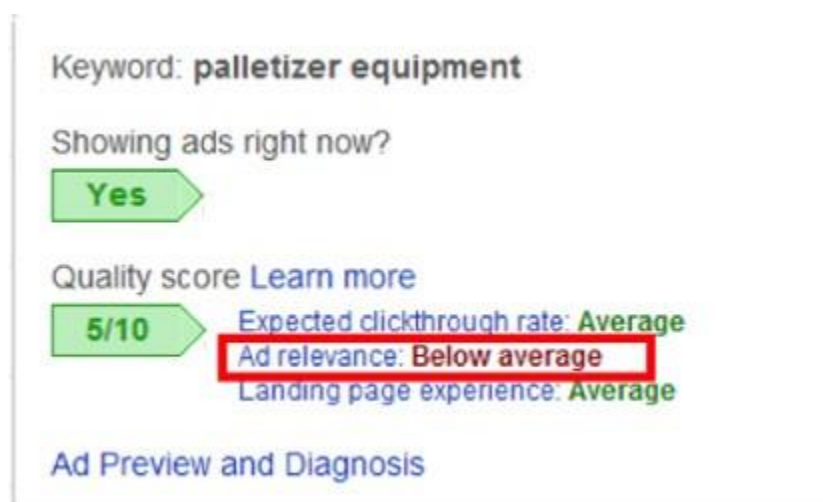 Keyword: palletizer equipment
Showing ads right now?
Yes
Quality score Learn more
5/10
Expected clickthrough rate: Average
Ad relevance: Below average
Landing page experience: Average
Ad Preview and Diagnosis